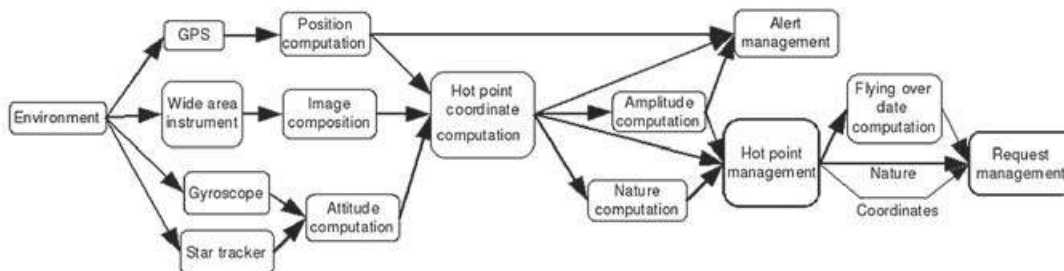 Environment
GPS
Wide area
instrument
Gyroscope
Star tracker
Position
computation
Image
composition
Attitude
computation
Hot point
coordinate
computation
Alert
management
Amplitude
computation
Nature
computation
Hot point
management
Flying over
date
computation
Nature
Coordinates
Request
management